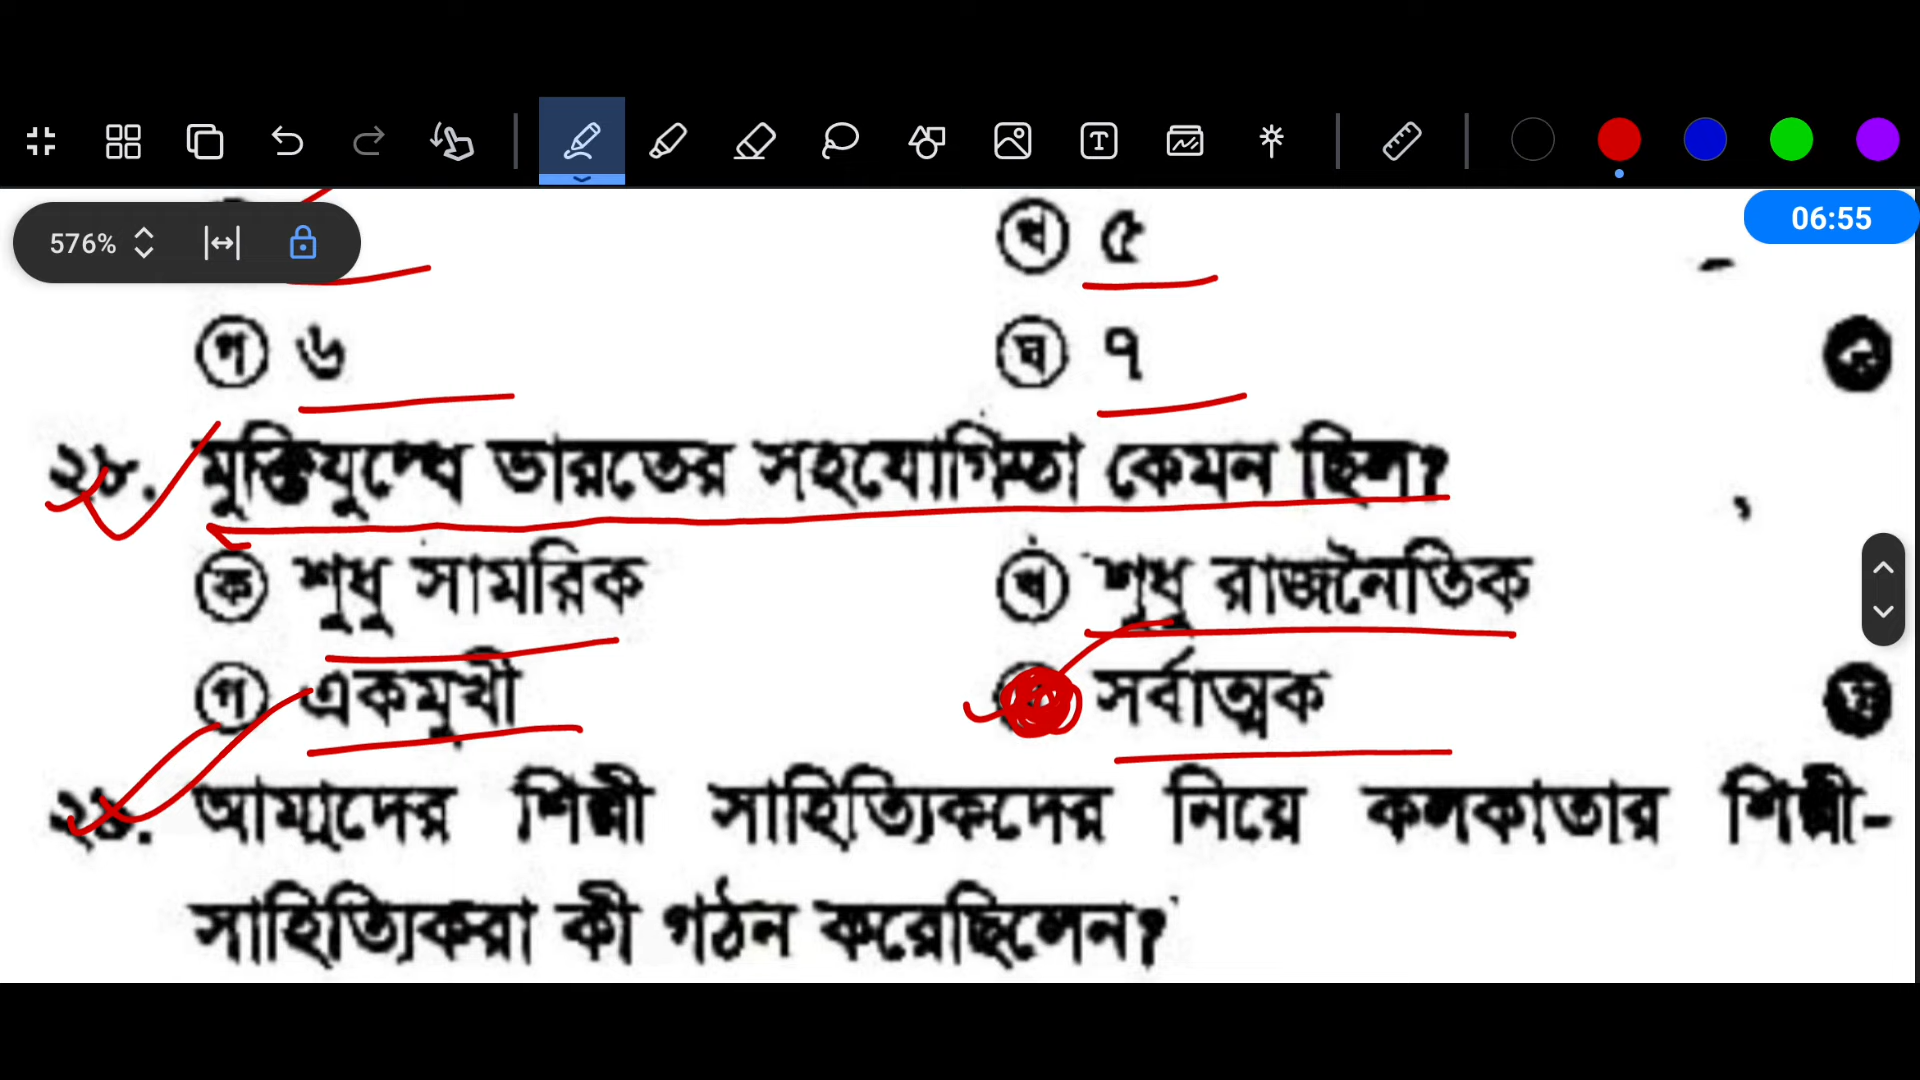 576%
06:55
খ ৫
গ ৬ ঘ ৭
২৮. মুক্তিযুদ্ধে ভারতের সহযোগিতা কেমন ছিল?
ক শুধু সামরিক খ শুধু রাজনৈতিক
গ একমুখী সর্বাত্মক
২৯. আমাদের শিল্পী সাহিত্যিকদের নিয়ে কলকাতার শিল্পী-
সাহিত্যিকরা কী গঠন করেছিলেন?